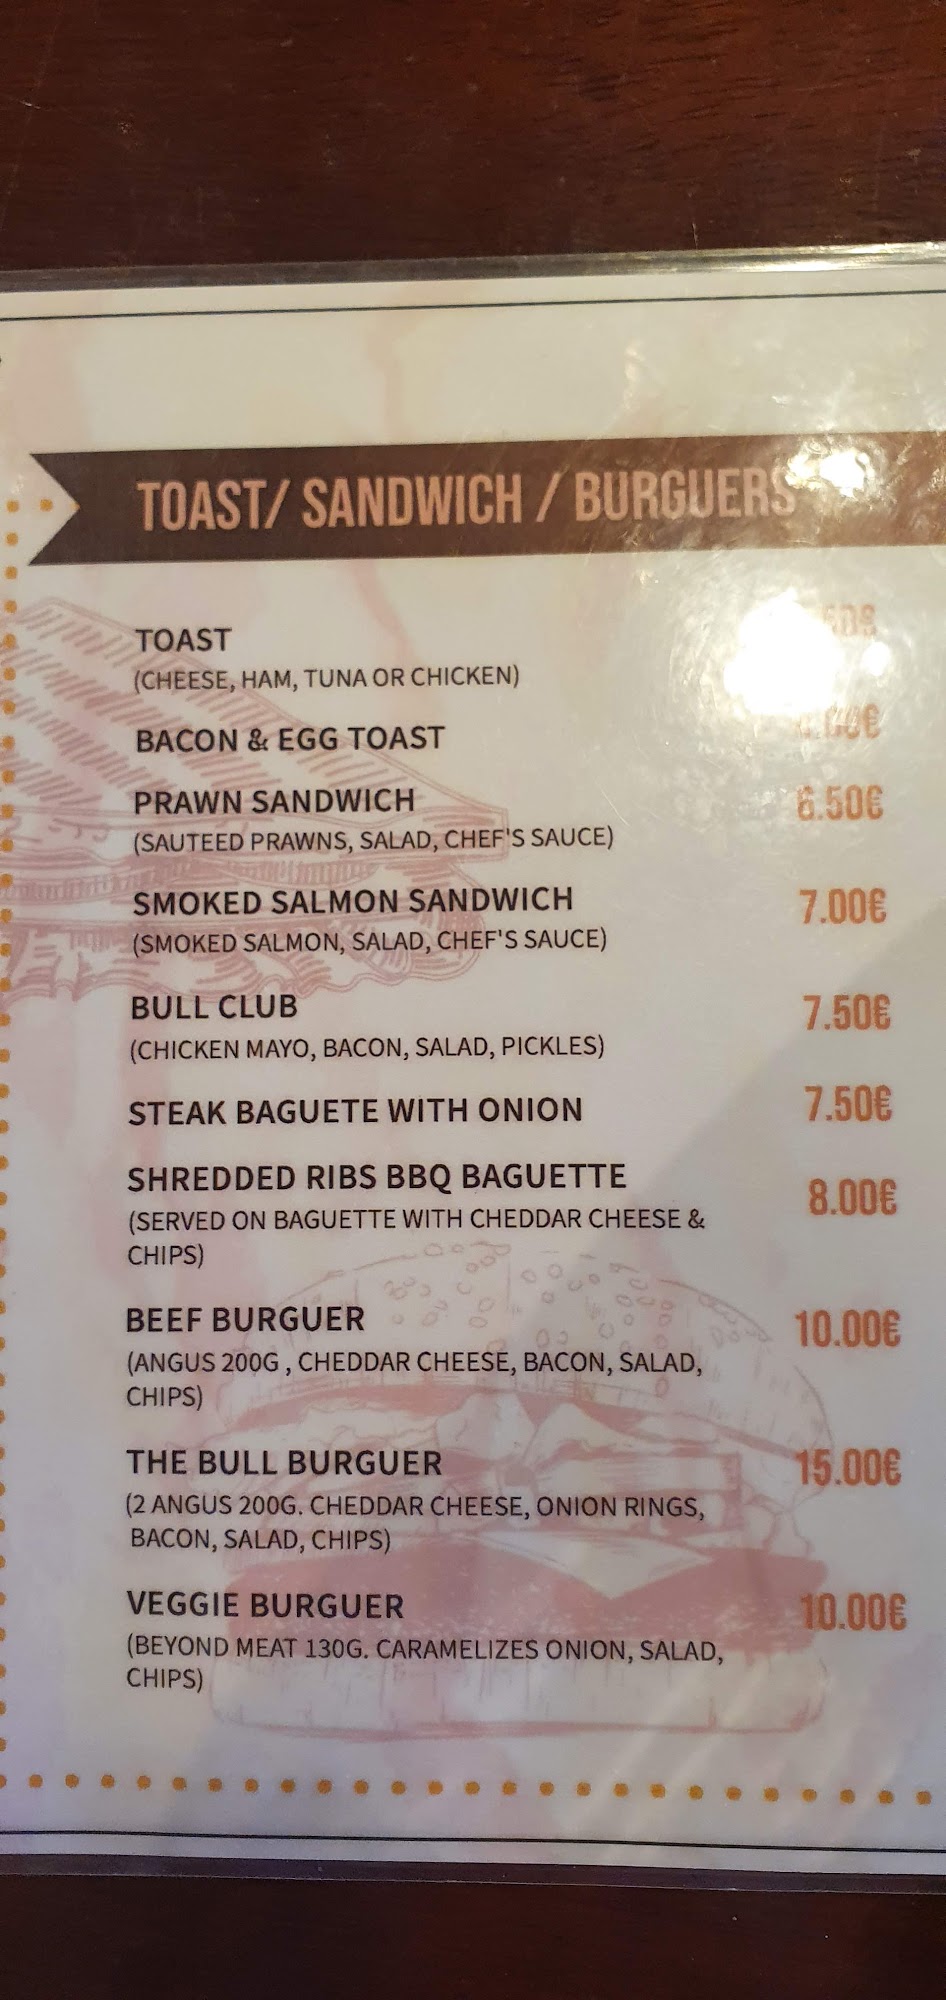 TOAST/ SANDWICH / BURGUERS
TOAST
(CHEESE, HAM, TUNA OR CHICKEN)
BACON & EGG TOAST
PRAWN SANDWICH 6.50€
(SAUTEED PRAWNS, SALAD, CHEF'S SAUCE)
SMOKED SALMON SANDWICH 7.00€
(SMOKED SALMON, SALAD, CHEF'S SAUCE)
BULL CLUB 7.50€
(CHICKEN MAYO, BACON, SALAD, PICKLES)
STEAK BAGUETE WITH ONION 7.50€
SHREDDED RIBS BBQ BAGUETTE 8.00€
(SERVED ON BAGUETTE WITH CHEDDAR CHEESE &
CHIPS)
BEEF BURGUER 10.00€
(ANGUS 200G , CHEDDAR CHEESE, BACON, SALAD,
CHIPS)
THE BULL BURGUER 15.00€
(2 ANGUS 200G. CHEDDAR CHEESE, ONION RINGS,
BACON, SALAD, CHIPS)
VEGGIE BURGUER 10.00€
(BEYOND MEAT 130G. CARAMELIZES ONION, SALAD,
CHIPS)